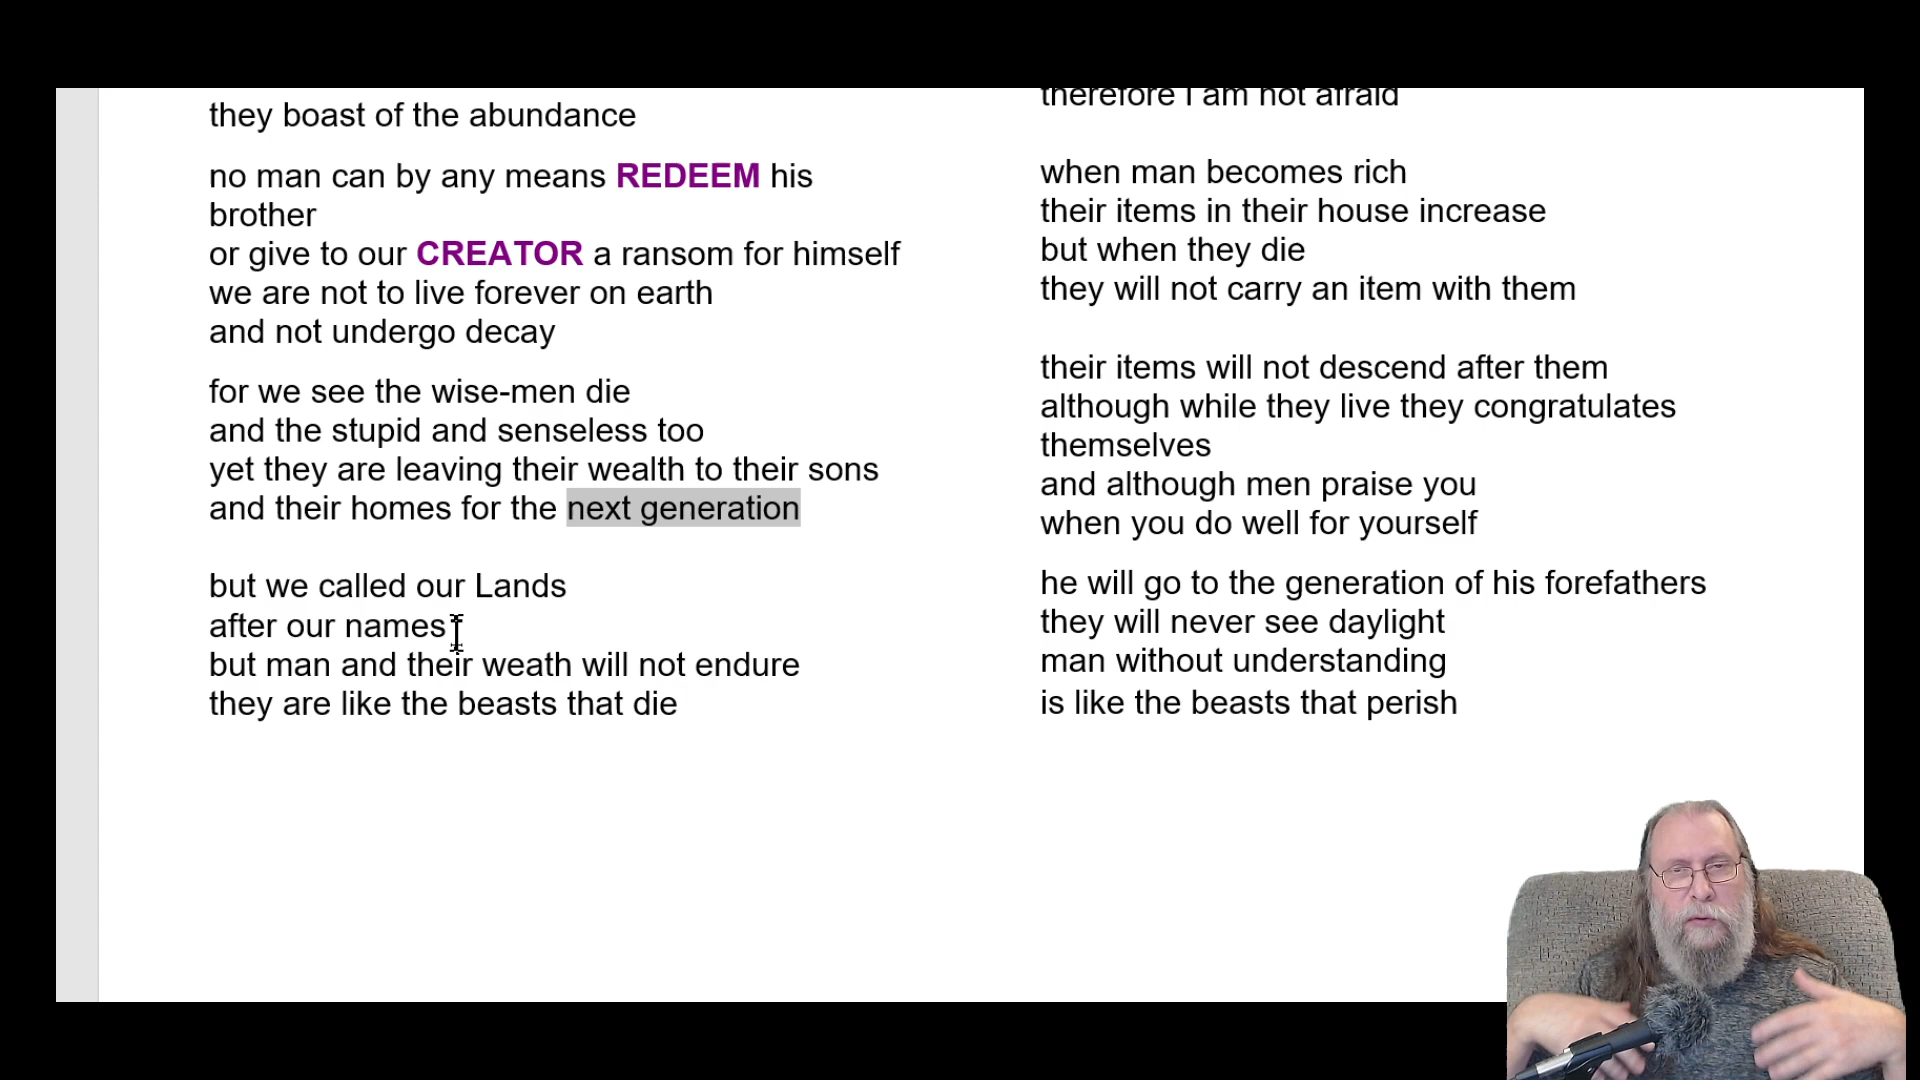 they boast of the abundance
no man can by any means REDEEM his
brother
or give to our CREATOR a ransom for himself
we are not to live forever on earth
and not undergo decay
for we see the wise-men die
and the stupid and senseless too
yet they are leaving their wealth to their sons
and their homes for the next generation
but we called our Lands
after our names
but man and their weath will not endure
they are like the beasts that die
therefore I am not afraid
when man becomes rich
their items in their house increase
but when they die
they will not carry an item with them
their items will not descend after them
although while they live they congratulates
themselves
and although men praise you
when you do well for yourself
he will go to the generation of his forefathers
they will never see daylight
man without understanding
is like the beasts that perish